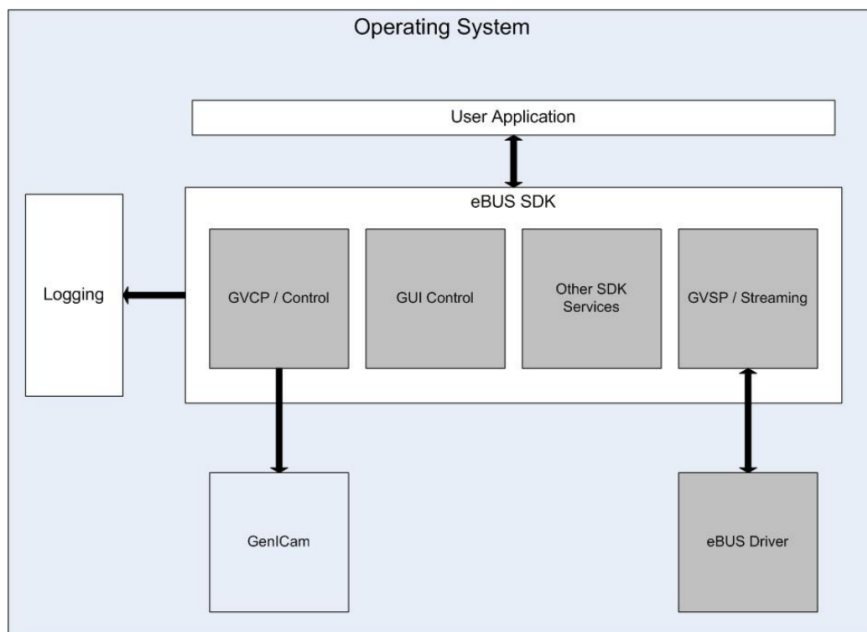 Operating System
User Application
eBUS SDK
Logging
GVCP / Control
GUI Control
Other SDK
Services
GVSP / Streaming
GenICam
eBUS Driver